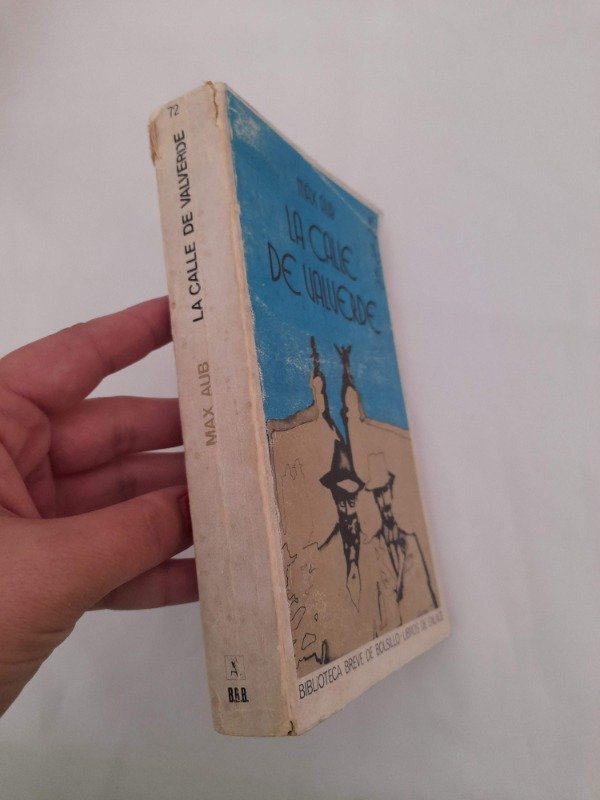 72
LA CALLE DE VALVERDE
MAX AUB
B.B.B.
MAX AUB
LA CALLE
DE VALVERDE
BIBLIOTECA BREVE DE BOLSILLO · LIBROS DE ENLACE